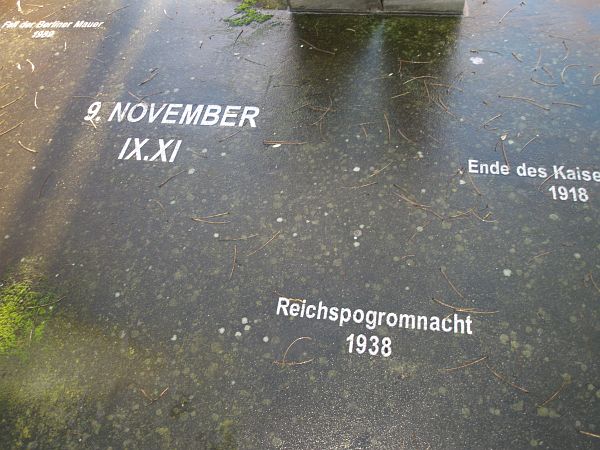 Fall der Berliner Mauer
1989
9. NOVEMBER
IX.XI
Ende des Kaise
1918
Reichspogromnacht
1938